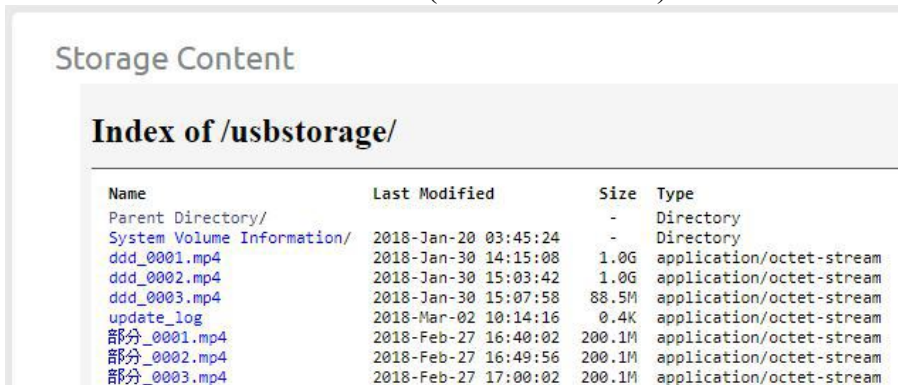 Storage Content
Index of /usbstorage/
Name Last Modified Size Type
Parent Directory/ - Directory
System Volume Information/ 2018-Jan-20 03:45:24 - Directory
ddd_0001.mp4 2018-Jan-30 14:15:08 1.0G application/octet-stream
ddd_0002.mp4 2018-Jan-30 15:03:42 1.0G application/octet-stream
ddd_0003.mp4 2018-Jan-30 15:07:58 88.5M application/octet-stream
update_log 2018-Mar-02 10:14:16 0.4K application/octet-stream
部分_0001.mp4 2018-Feb-27 16:40:02 200.1M application/octet-stream
部分_0002.mp4 2018-Feb-27 16:49:56 200.1M application/octet-stream
部分_0003.mp4 2018-Feb-27 17:00:02 200.1M application/octet-stream